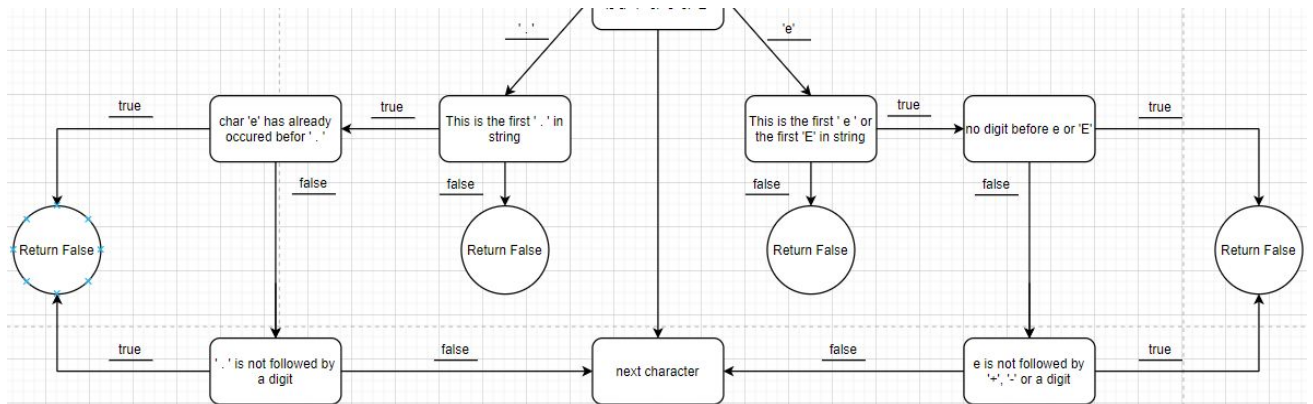 ' . '
'e'
true
char 'e' has already
occured befor ' . '
true
This is the first ' . ' in
string
This is the first ' e ' or
the first 'E' in string
true
no digit before e or 'E'
true
false
false
false
false
Return False
Return False
Return False
Return False
true
' . ' is not followed by
a digit
false
next character
false
e is not followed by
'+', '-' or a digit
true